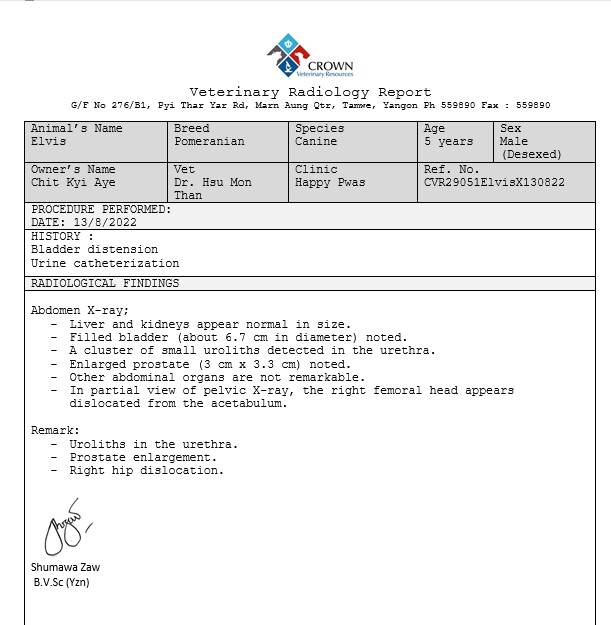 CROWN
Veterinary Resources
Veterinary Radiology Report
G/F No 276/B1, Pyi Thar Yar Rd, Marn Aung Qtr, Tamwe, Yangon Ph 559890 Fax : 559890
Animal's Name
Elvis
Breed
Pomeranian
Species
Canine
Age
5 years
Sex
Male
(Desexed)
Owner's Name
Chit Kyi Aye
Vet
Dr. Hsu Mon
Than
Clinic
Happy Pwas
Ref. No.
CVR29051ElvisX130822
PROCEDURE PERFORMED:
DATE: 13/8/2022
HISTORY :
Bladder distension
Urine catheterization
RADIOLOGICAL FINDINGS
Abdomen X-ray;
- Liver and kidneys appear normal in size.
- Filled bladder (about 6.7 cm in diameter) noted.
- A cluster of small uroliths detected in the urethra.
- Enlarged prostate (3 cm x 3.3 cm) noted.
- Other abdominal organs are not remarkable.
- In partial view of pelvic X-ray, the right femoral head appears
dislocated from the acetabulum.
Remark:
- Uroliths in the urethra.
- Prostate enlargement.
- Right hip dislocation.
Shumawa Zaw
B.V.Sc (Yzn)